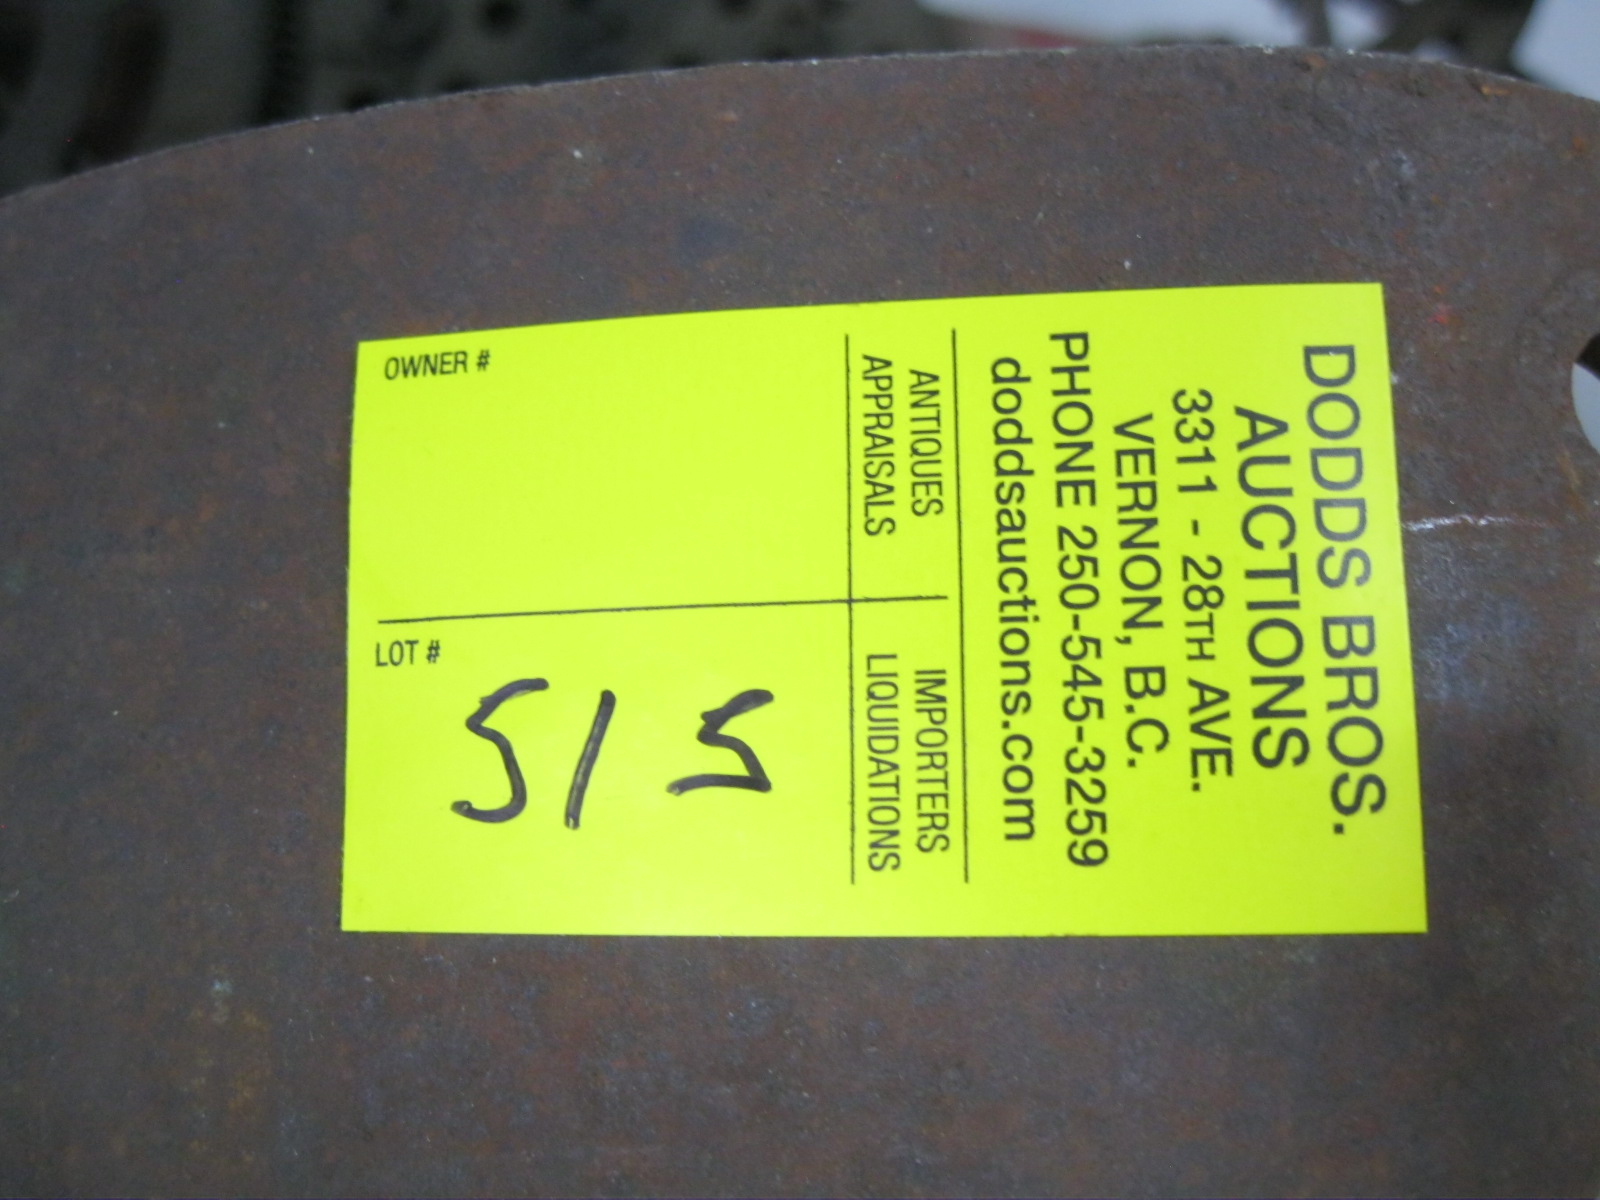 DODDS BROS.
AUCTIONS
3311 - 28TH AVE.
VERNON, B.C.
PHONE 250-545-3259
doddsauctions.com
ANTIQUES IMPORTERS
APPRAISALS LIQUIDATIONS
OWNER #
LOT #
515